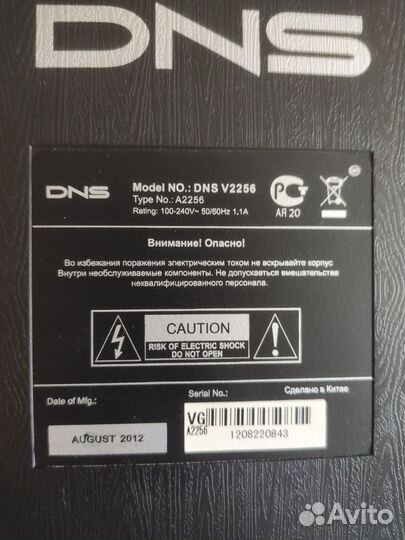 DNS
DNS
Model NO.: DNS V2256
Type No.: A2256
Rating: 100-240V~ 50/60Hz 1.1A
АЯ 20
Внимание! Опасно!
Во избежания поражения электрическим током не вскрывайте корпус
Внутри необслуживаемые компоненты. Не допускаеться вмешательство
неквалифицированного персонала.
CAUTION
RISK OF ELECTRIC SHOCK
DO NOT OPEN
Date of Mfg.:
Serial No.:
Сделано в Китае
AUGUST 2012
VG
A2256
1208220843
Avito